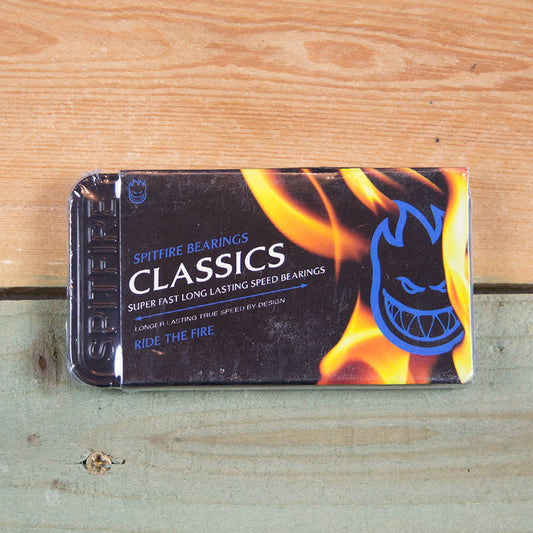 SPITFIRE
SPITFIRE BEARINGS
CLASSICS
SUPER FAST LONG LASTING SPEED BEARINGS
LONGER LASTING TRUE SPEED BY DESIGN
RIDE THE FIRE